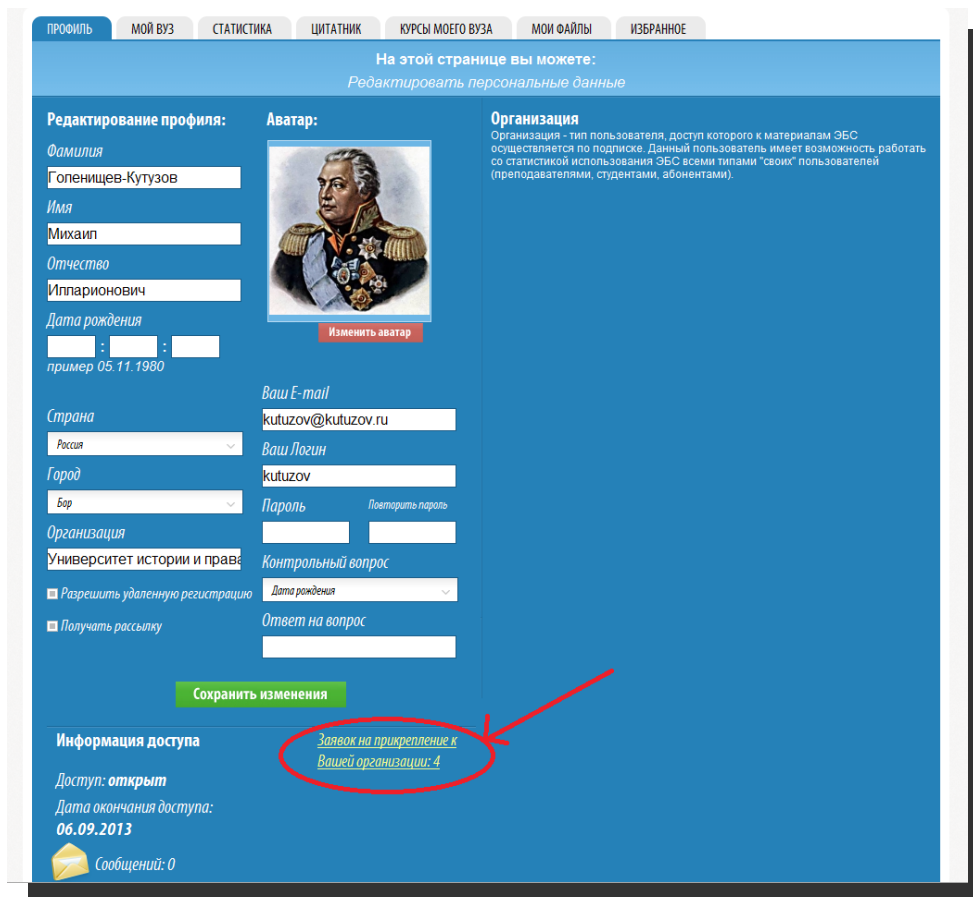 ПРОФИЛЬ МОЙ ВУЗ СТАТИСТИКА ЦИТАТНИК КУРСЫ МОЕГО ВУЗА МОИ ФАЙЛЫ ИЗБРАННОЕ
На этой странице вы можете:
Редактировать персональные данные
Редактирование профиля:
Фамилия
Голенищев-Кутузов
Имя
Михаил
Отчество
Илларионович
Дата рождения
: :
пример 05.11.1980
Страна
Россия
Город
Бор
Организация
Университет истории и права
Разрешить удаленную регистрацию
Получать рассылку
Аватар:
Изменить аватар
Ваш E-mail
kutuzov@kutuzov.ru
Ваш Логин
kutuzov
Пароль Повторить пароль
Контрольный вопрос
Дата рождения
Ответ на вопрос
Сохранить изменения
Организация
Организация - тип пользователя, доступ которого к материалам ЭБС
осуществляется по подписке. Данный пользователь имеет возможность работать
со статистикой использования ЭБС всеми типами "своих" пользователей
(преподавателями, студентами, абонентами).
Информация доступа
Доступ: открыт
Дата окончания доступа:
06.09.2013
Сообщений: 0
Заявок на прикрепление к
Вашей организации: 4